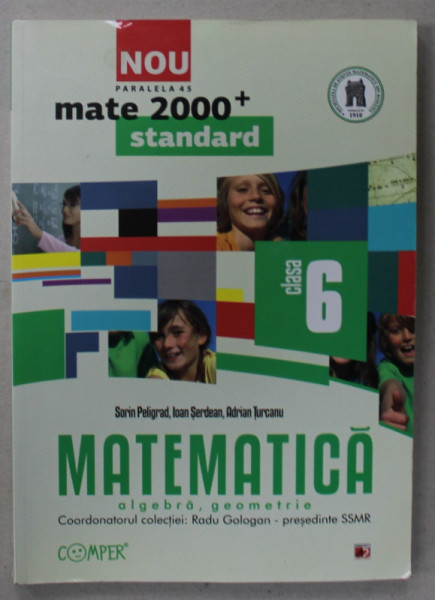 NOU
PARALELA 45
mate 2000+
standard
1910
clasa
6
Sorin Peligrad, Ioan Șerdean, Adrian Țurcanu
MATEMATICĂ
algebră, geometrie
Coordonatorul colecției: Radu Gologan - președinte SSMR
COMPER®